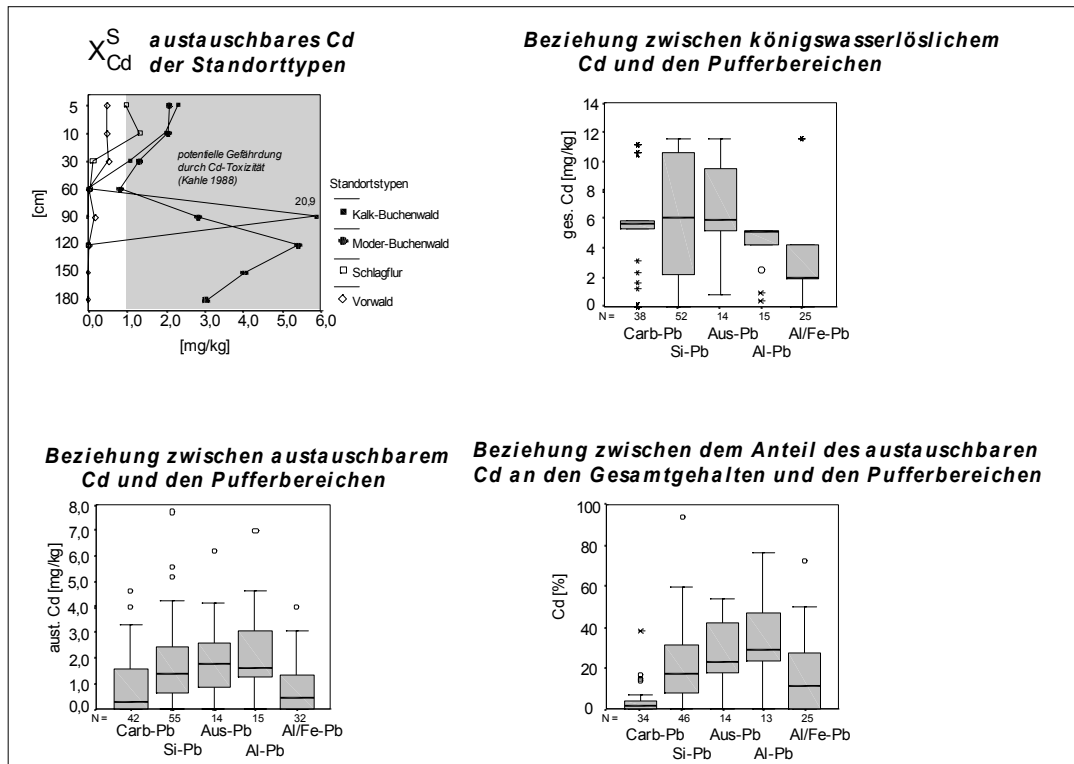 X S Cd austauschbares Cd
der Standorttypen
5
10
30
60
90
120
150
180
[cm]
potentielle Gefährdung
durch Cd-Toxizität
(Kahle 1988)
20,9
0,0 1,0 2,0 3,0 4,0 5,0 6,0
[mg/kg]
Standortstypen
Kalk-Buchenwald
Moder-Buchenwald
Schlagflur
Vorwald
Beziehung zwischen königswasserlöslichem
Cd und den Pufferbereichen
ges. Cd [mg/kg]
14
12
10
8
6
4
2
0
N = 38 52 14 15 25
Carb-Pb Aus-Pb Al/Fe-Pb
Si-Pb Al-Pb
Beziehung zwischen austauschbarem
Cd und den Pufferbereichen
aust. Cd [mg/kg]
8,0
7,0
6,0
5,0
4,0
3,0
2,0
1,0
0,0
N = 42 55 14 15 32
Carb-Pb Aus-Pb Al/Fe-Pb
Si-Pb Al-Pb
Beziehung zwischen dem Anteil des austauschbaren
Cd an den Gesamtgehalten und den Pufferbereichen
Cd [%]
100
80
60
40
20
0
N = 34 46 14 13 25
Carb-Pb Aus-Pb Al/Fe-Pb
Si-Pb Al-Pb